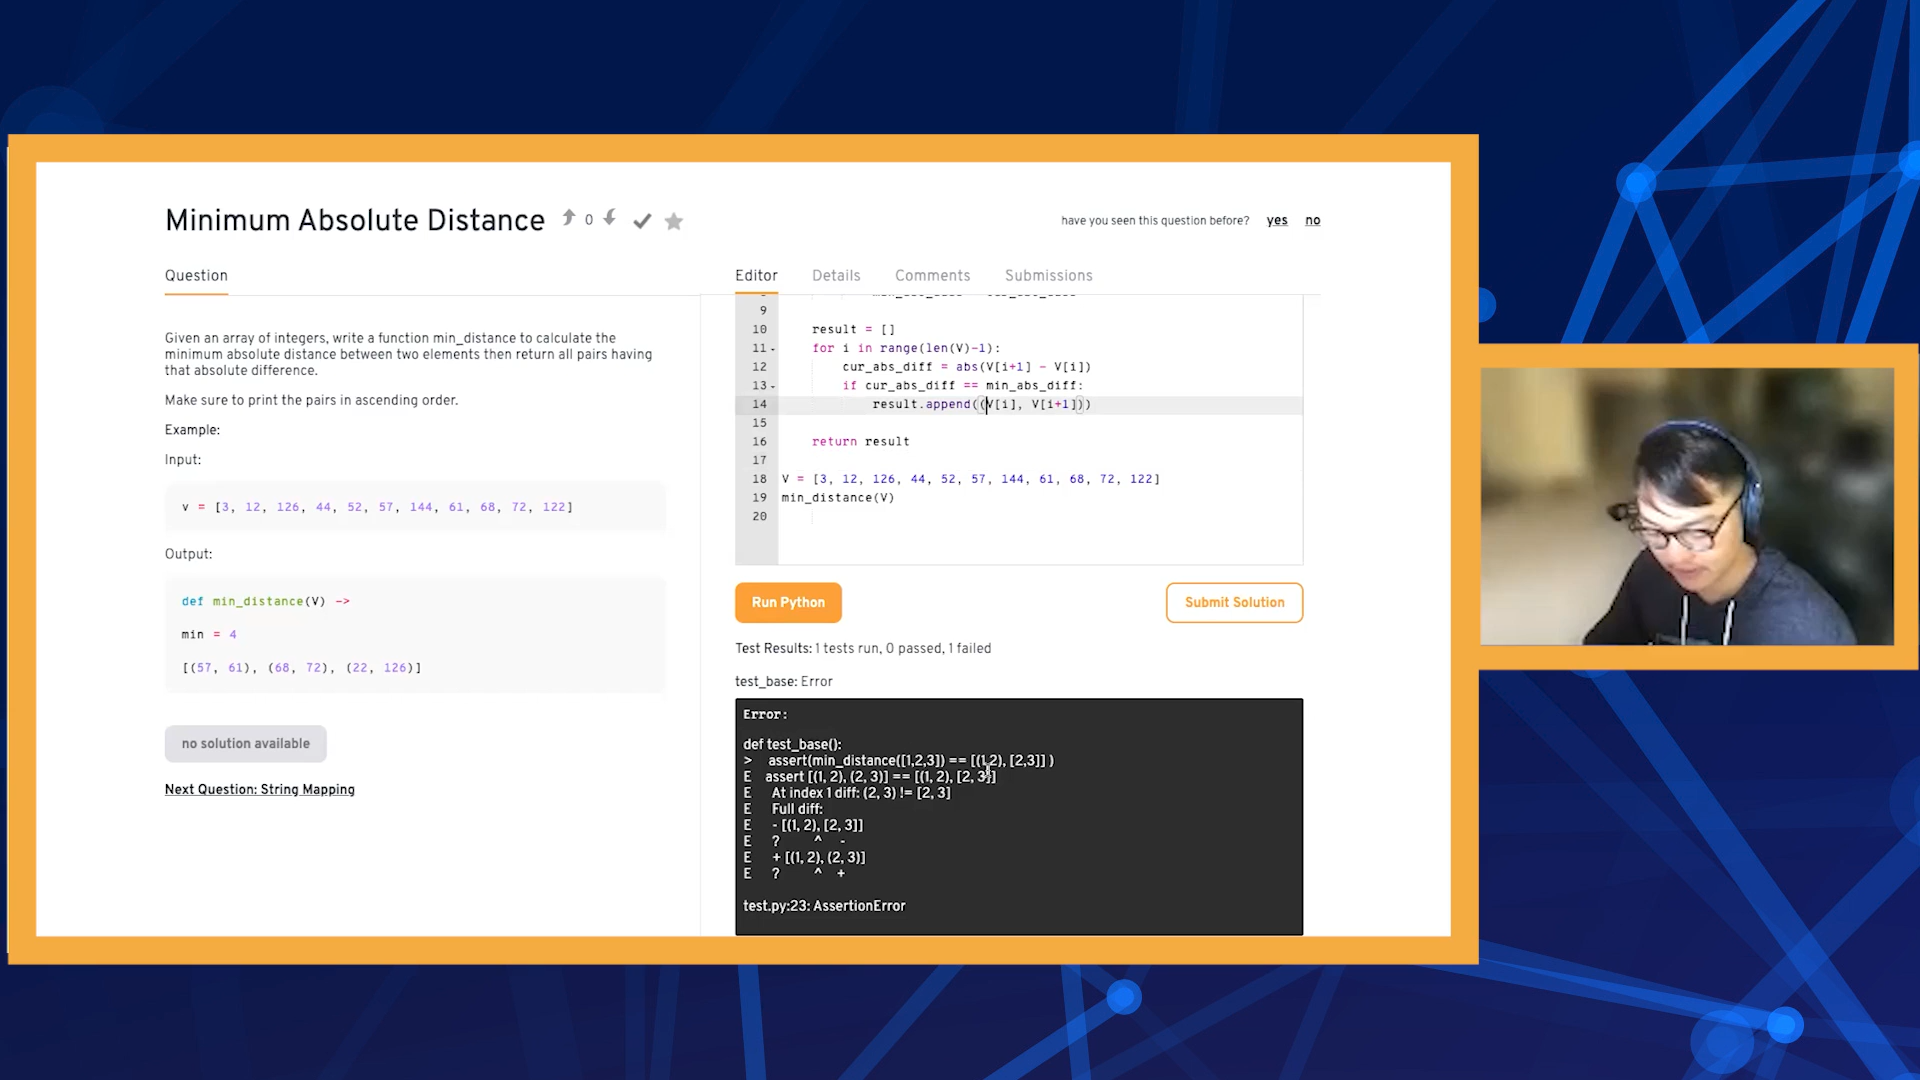 Minimum Absolute Distance
0
have you seen this question before? yes no
Question
Given an array of integers, write a function min_distance to calculate the
minimum absolute distance between two elements then return all pairs having
that absolute difference.
Make sure to print the pairs in ascending order.
Example:
Input:
v = [3, 12, 126, 44, 52, 57, 144, 61, 68, 72, 122]
Output:
def min_distance(V) ->
min = 4
[(57, 61), (68, 72), (22, 126)]
no solution available
Next Question: String Mapping
Editor Details Comments Submissions
9
10 result = []
11 for i in range(len(V)-1):
12 cur_abs_diff = abs(V[i+1] - V[i])
13 if cur_abs_diff == min_abs_diff:
14 result.append((V[i], V[i+1]))
15
16 return result
17
18 V = [3, 12, 126, 44, 52, 57, 144, 61, 68, 72, 122]
19 min_distance(V)
20
Run Python
Submit Solution
Test Results: 1 tests run, 0 passed, 1 failed
test_base: Error
Error:
def test_base():
> assert(min_distance([1,2,3]) == [(1,2), [2,3]] )
E assert [(1, 2), (2, 3)] == [(1, 2), [2, 3]]
E At index 1 diff: (2, 3) != [2, 3]
E Full diff:
E - [(1, 2), [2, 3]]
E ? ^ -
E + [(1, 2), (2, 3)]
E ? ^ +
test.py:23: AssertionError